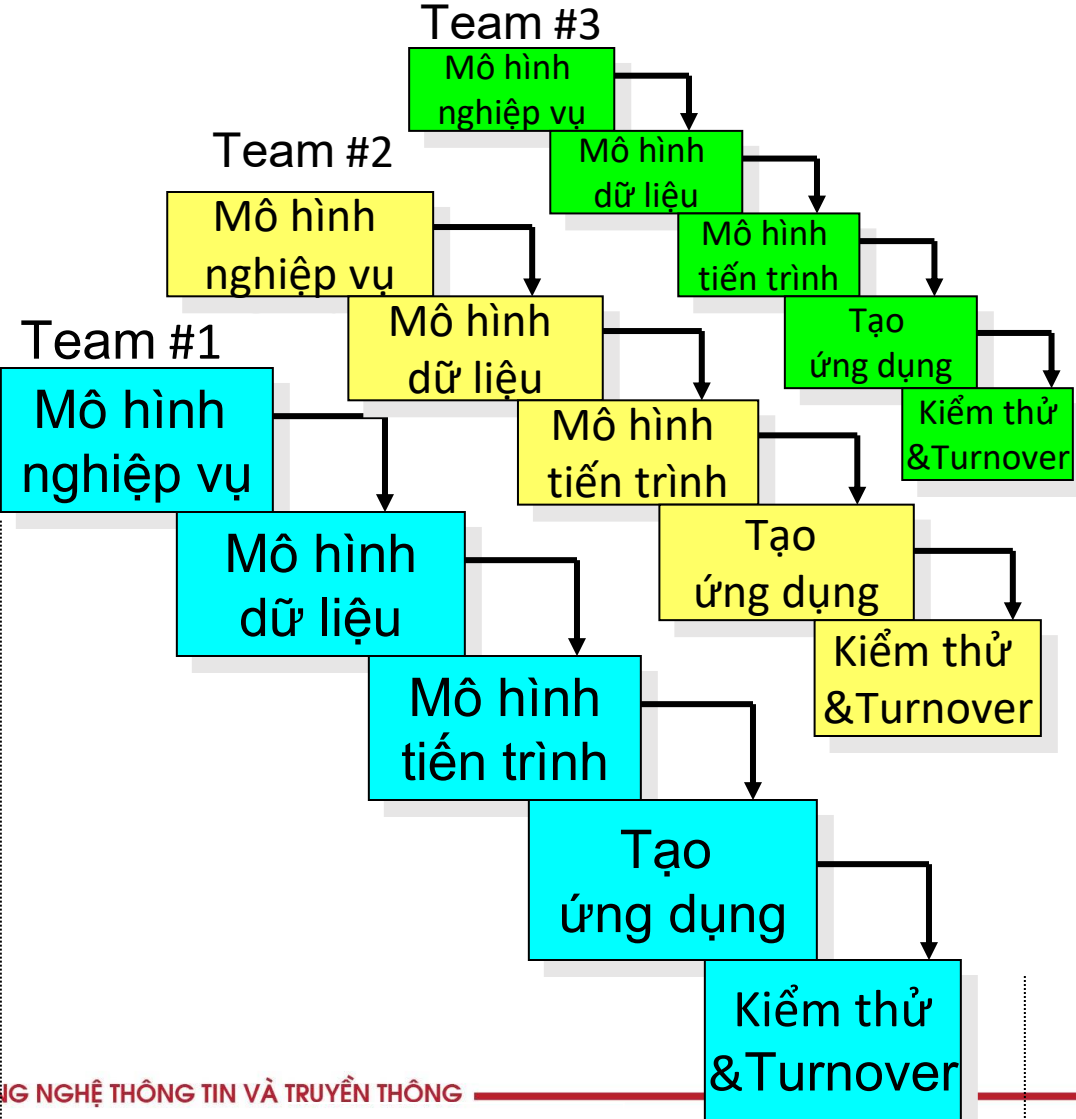 Team #3
Mô hình
nghiệp vụ
Mô hình
dữ liệu
Mô hình
tiến trình
Tạo
ứng dụng
Kiểm thử
&Turnover
Team #2
Mô hình
nghiệp vụ
Mô hình
dữ liệu
Mô hình
tiến trình
Tạo
ứng dụng
Kiểm thử
&Turnover
Team #1
Mô hình
nghiệp vụ
Mô hình
dữ liệu
Mô hình
tiến trình
Tạo
ứng dụng
Kiểm thử
&Turnover
NG NGHỆ THÔNG TIN VÀ TRUYỀN THÔNG